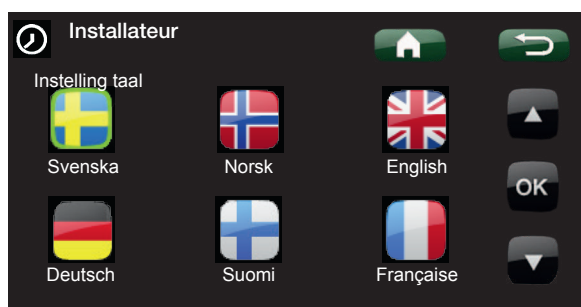 Installateur
Instelling taal
Svenska Norsk English
OK
Deutsch Suomi Française